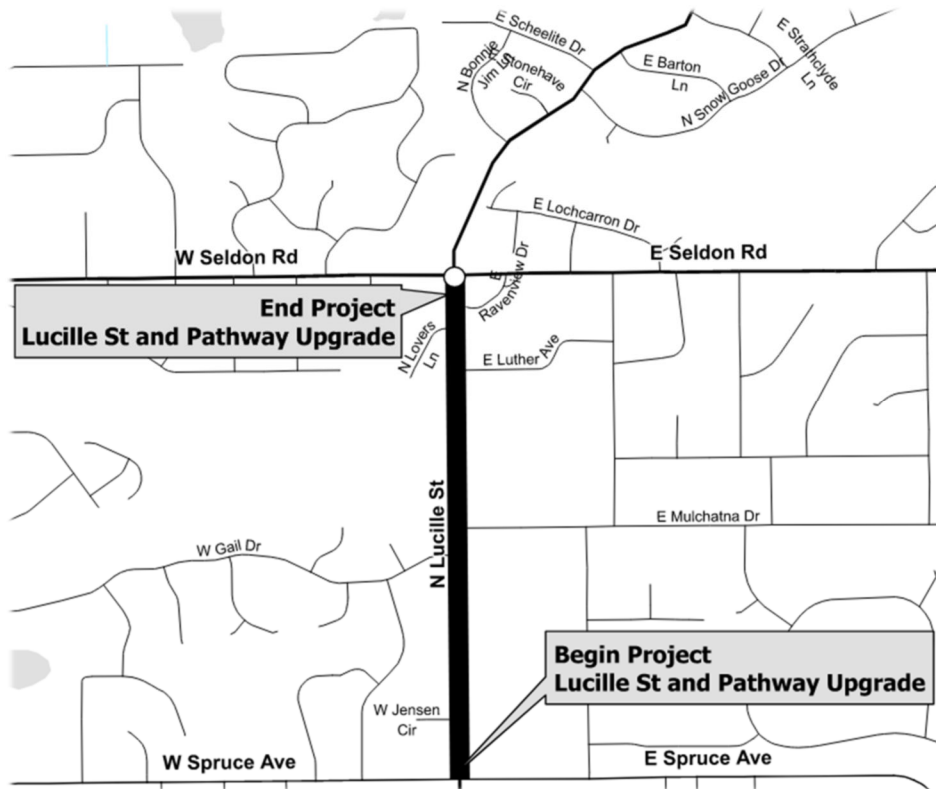 E Scheelite Dr
N Bonnie
Jim Lp
Stonehave
Cir
E Barton
Ln
E Strathclyde
Ln
N Snow Goose Dr
E Lochcarron Dr
W Seldon Rd
E Seldon Rd
E
Ravenview Dr
End Project
Lucille St and Pathway Upgrade
N Lovers
Ln
E Luther Ave
N Lucille St
E Mulchatna Dr
W Gail Dr
Begin Project
Lucille St and Pathway Upgrade
W Jensen
Cir
W Spruce Ave
E Spruce Ave